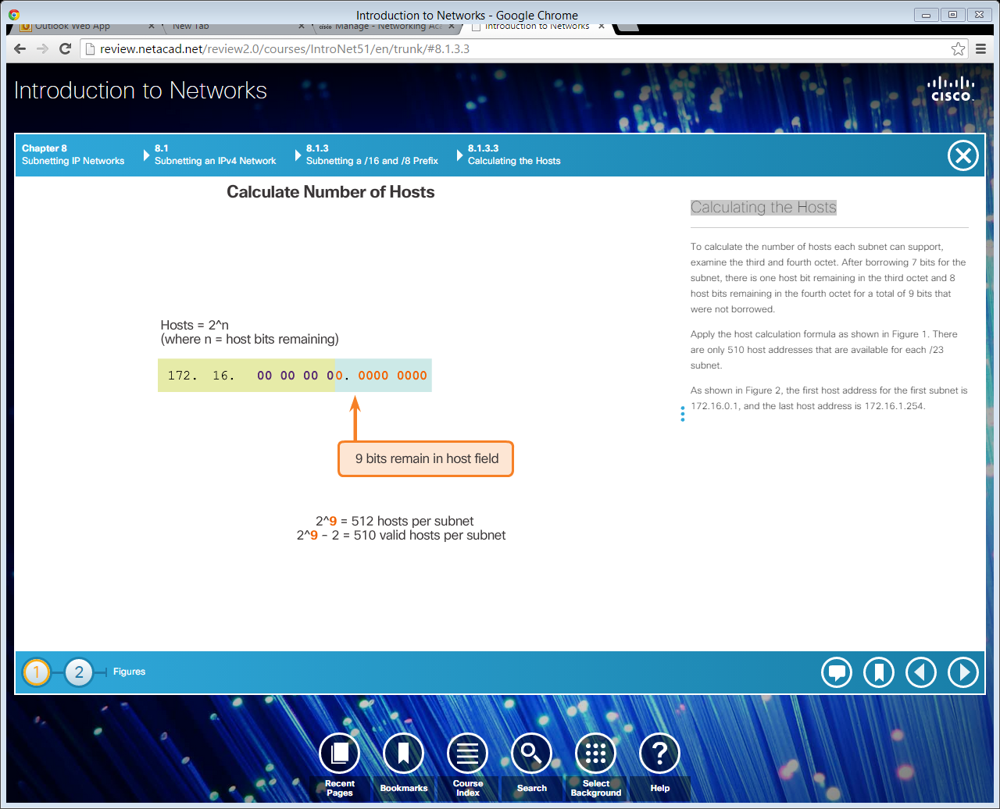 Introduction to Networks - Google Chrome
Outlook Web App
New Tab
cisco Manage - Networking Aca
Introduction to Networks
review.netacad.net/review2.0/courses/IntroNet51/en/trunk/#8.1.3.3
Introduction to Networks
CISCO.
Chapter 8
Subnetting IP Networks
8.1
Subnetting an IPv4 Network
8.1.3
Subnetting a /16 and /8 Prefix
8.1.3.3
Calculating the Hosts
Calculate Number of Hosts
Hosts = 2^n
(where n = host bits remaining)
172. 16. 00 00 00 00. 0000 0000
9 bits remain in host field
2^9 = 512 hosts per subnet
2^9 - 2 = 510 valid hosts per subnet
Calculating the Hosts
To calculate the number of hosts each subnet can support,
examine the third and fourth octet. After borrowing 7 bits for the
subnet, there is one host bit remaining in the third octet and 8
host bits remaining in the fourth octet for a total of 9 bits that
were not borrowed.
Apply the host calculation formula as shown in Figure 1. There
are only 510 host addresses that are available for each /23
subnet.
As shown in Figure 2, the first host address for the first subnet is
172.16.0.1, and the last host address is 172.16.1.254.
1 2 Figures
Recent
Pages
Bookmarks
Course
Index
Search
Select
Background
?
Help